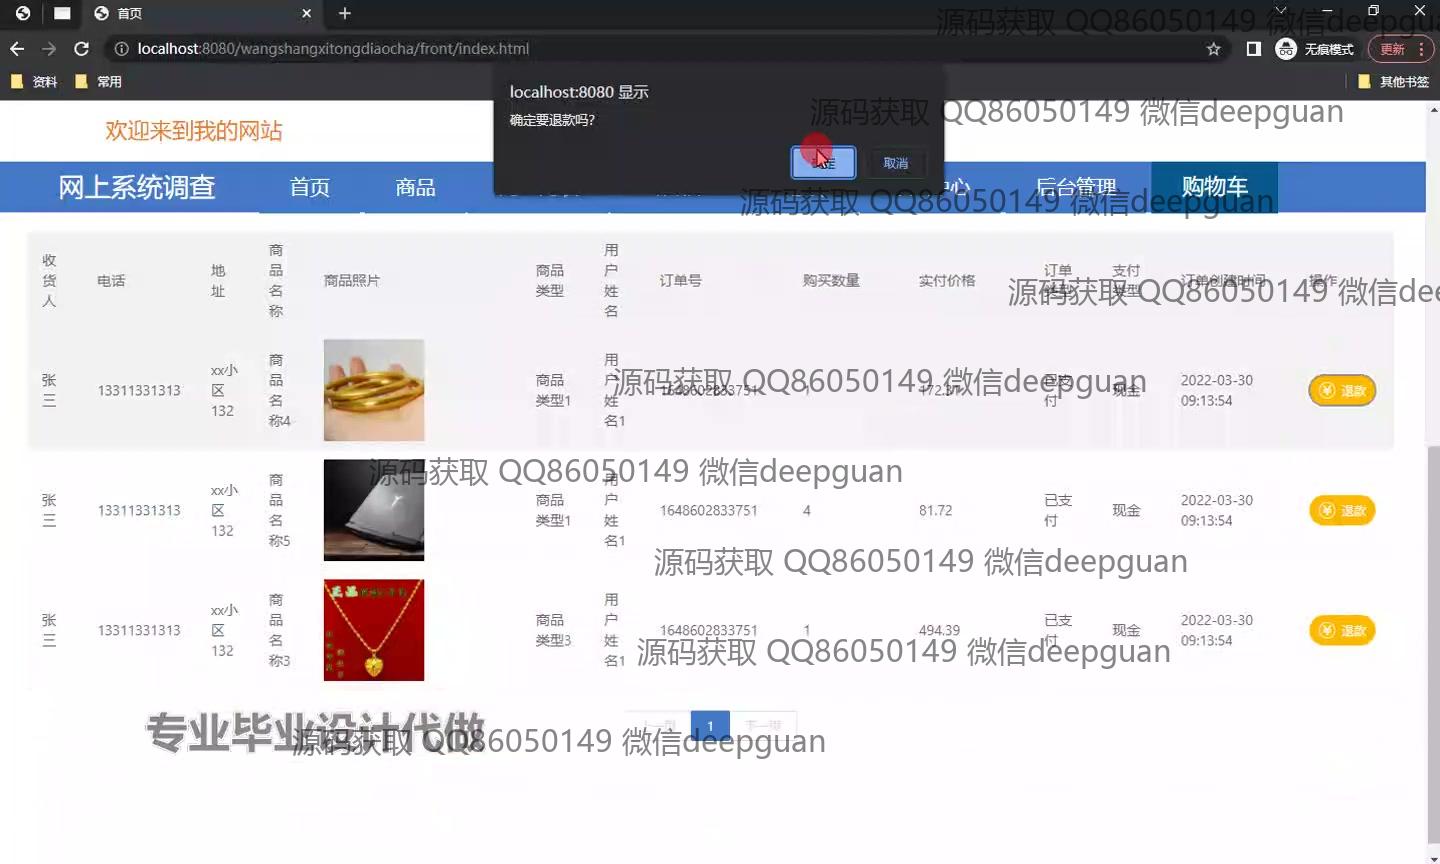 首页
localhost:8080/wangshangxitongdiaocha/front/index.html
无痕模式
更新
资料
常用
其他书签
源码获取 QQ86050149 微信deepguan
localhost:8080 显示
确定要退款吗?
取消
欢迎来到我的网站
源码获取 QQ86050149 微信deepguan
网上系统调查
首页
商品
后台管理
购物车
源码获取 QQ86050149 微信deepguan
收货人
电话
地址
商品名称
商品照片
商品类型
用户姓名
订单号
购买数量
实付价格
订单类型
支付类型
订单创建时间
操作
源码获取 QQ86050149 微信dee
张三
13311331313
xx小区132
商品名称4
商品类型1
用户姓名1
1648602833751
1
172.37
已支付
现金
2022-03-30 09:13:54
退款
源码获取 QQ86050149 微信deepguan
张三
13311331313
xx小区132
商品名称5
商品类型1
用户姓名1
1648602833751
4
81.72
已支付
现金
2022-03-30 09:13:54
退款
源码获取 QQ86050149 微信deepguan
源码获取 QQ86050149 微信deepguan
张三
13311331313
xx小区132
商品名称3
商品类型3
用户姓名1
1648602833751
1
494.39
已支付
现金
2022-03-30 09:13:54
退款
源码获取 QQ86050149 微信deepguan
上一页
1
下一页
专业毕业设计代做
源码获取 QQ86050149 微信deepguan